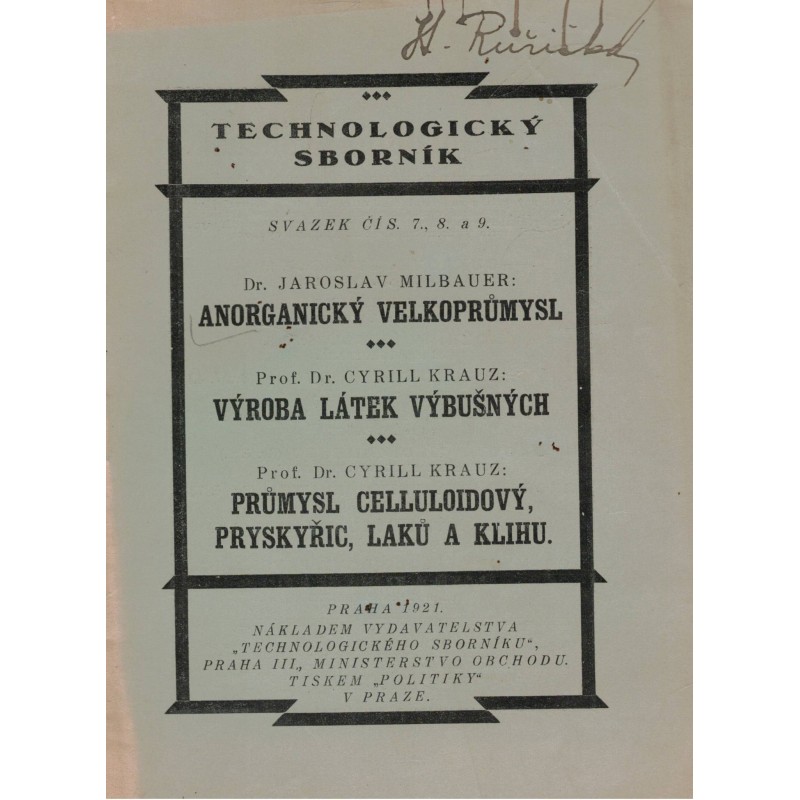 H. Růžička
TECHNOLOGICKÝ
SBORNÍK
SVAZEK ČÍS. 7., 8. a 9.
Dr. JAROSLAV MILBAUER:
ANORGANICKÝ VELKOPRŮMYSL
Prof. Dr. CYRILL KRAUZ:
VÝROBA LÁTEK VÝBUŠNÝCH
Prof. Dr. CYRILL KRAUZ:
PRŮMYSL CELLULOIDOVÝ,
PRYSKYŘIC, LAKŮ A KLIHU.
PRAHA 1921.
NÁKLADEM VYDAVATELSTVA
„TECHNOLOGICKÉHO SBORNÍKU“,
PRAHA III., MINISTERSTVO OBCHODU.
TISKEM „POLITIKY“
V PRAZE.